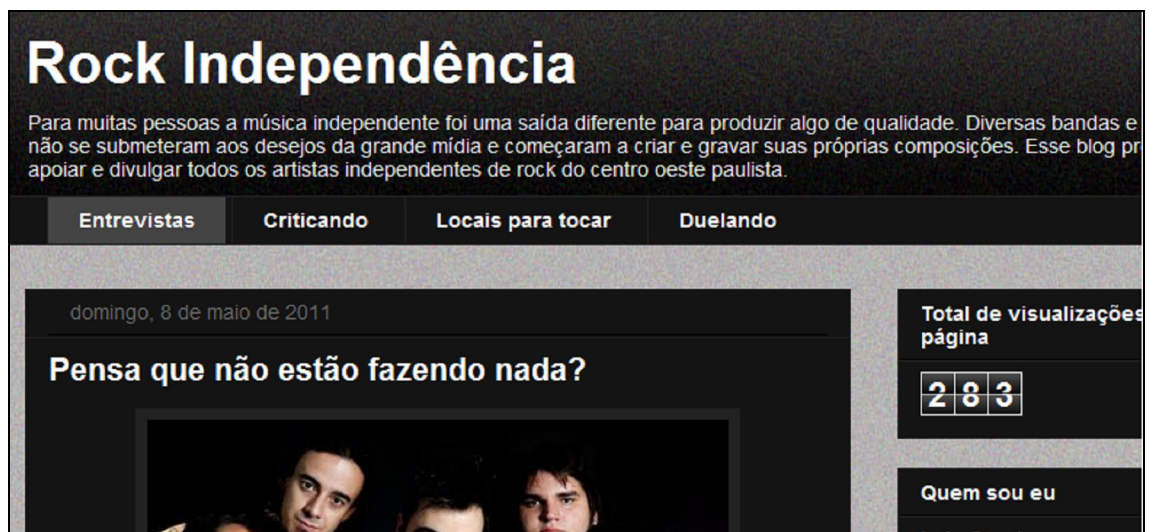 Rock Independência
Para muitas pessoas a música independente foi uma saída diferente para produzir algo de qualidade. Diversas bandas e
não se submeteram aos desejos da grande mídia e começaram a criar e gravar suas próprias composições. Esse blog
apoiar e divulgar todos os artistas independentes de rock do centro oeste paulista.
Entrevistas Criticando Locais para tocar Duelando
domingo, 8 de maio de 2011
Pensa que não estão fazendo nada?
Total de visualizações
página
283
Quem sou eu